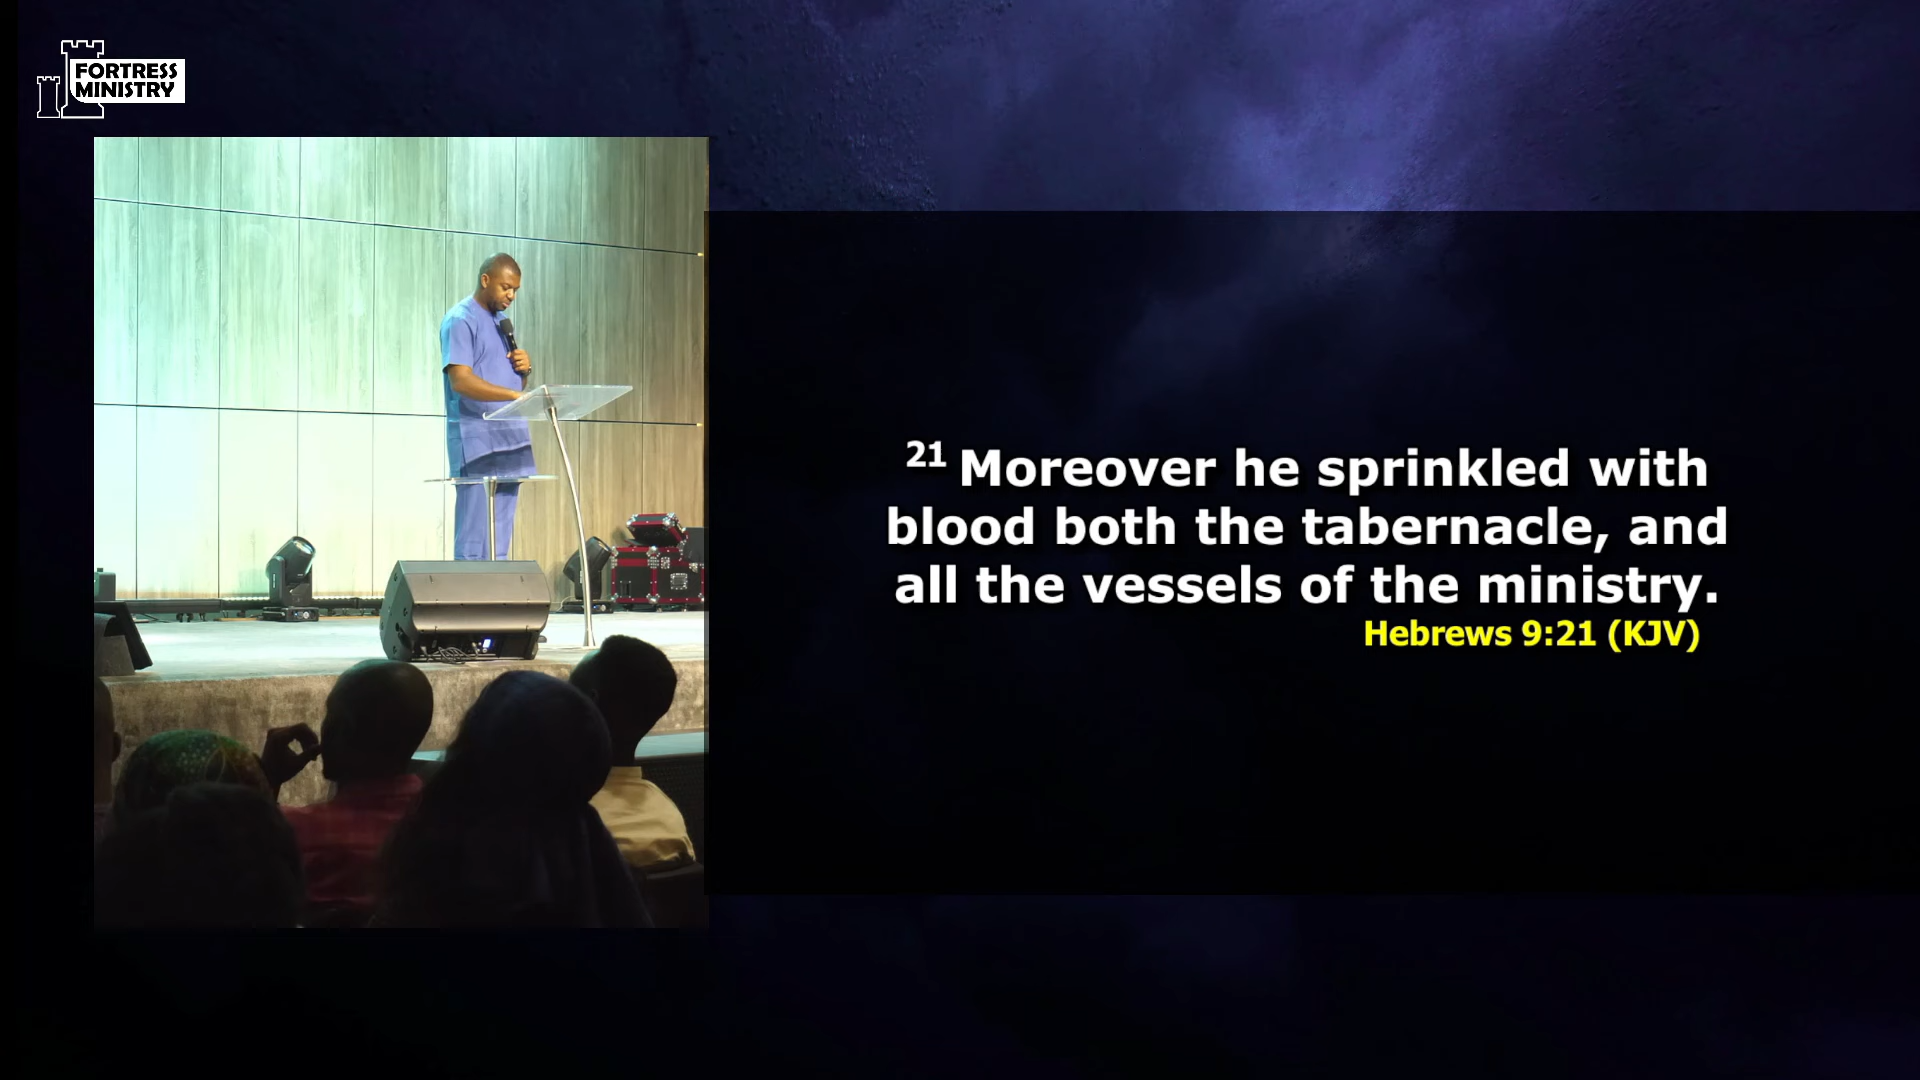 FORTRESS
MINISTRY
21 Moreover he sprinkled with
blood both the tabernacle, and
all the vessels of the ministry.
Hebrews 9:21 (KJV)